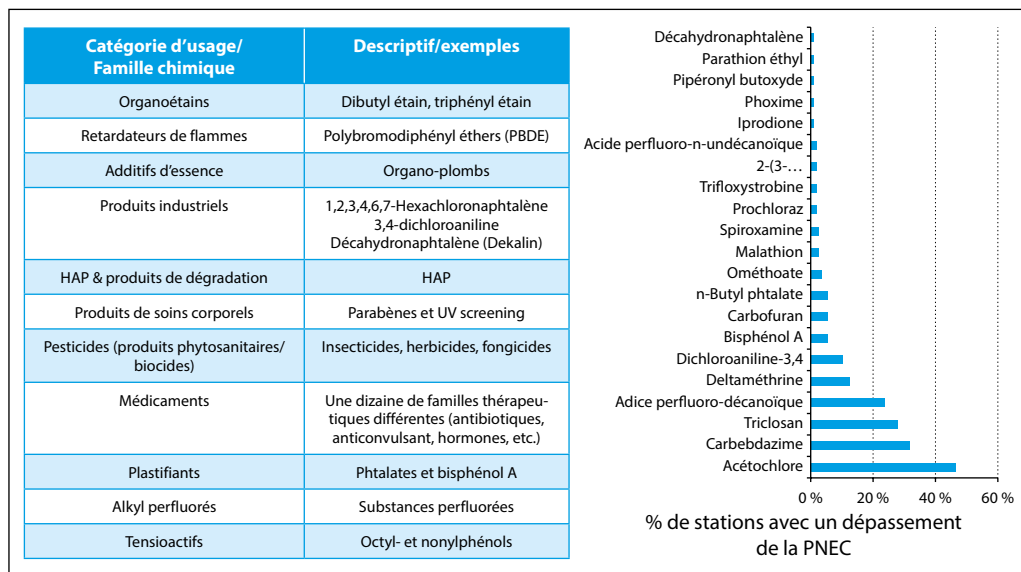 Catégorie d’usage/
Famille chimique
Descriptif/exemples
Organoétains
Dibutyl étain, triphényl étain
Retardateurs de flammes
Polybromodiphényl éthers (PBDE)
Additifs d’essence
Organo-plombs
Produits industriels
1,2,3,4,6,7-Hexachloronaphtalène
3,4-dichloroaniline
Décahydronaphtalène (Dekalin)
HAP & produits de dégradation
HAP
Produits de soins corporels
Parabènes et UV screening
Pesticides (produits phytosanitaires/
biocides)
Insecticides, herbicides, fongicides
Médicaments
Une dizaine de familles thérapeu-
tiques différentes (antibiotiques,
anticonvulsant, hormones, etc.)
Plastifiants
Phtalates et bisphénol A
Alkyl perfluorés
Substances perfluorées
Tensioactifs
Octyl- et nonylphénols
Décahydronaphtalène
Parathion éthyl
Pipéronyl butoxyde
Phoxime
Iprodione
Acide perfluoro-n-undécanoïque
2-(3-…
Trifloxystrobine
Prochloraz
Spiroxamine
Malathion
Ométhoate
n-Butyl phtalate
Carbofuran
Bisphénol A
Dichloroaniline-3,4
Deltaméthrine
Adice perfluoro-décanoïque
Triclosan
Carbebdazime
Acétochlore
0 % 20 % 40 % 60 %
% de stations avec un dépassement
de la PNEC